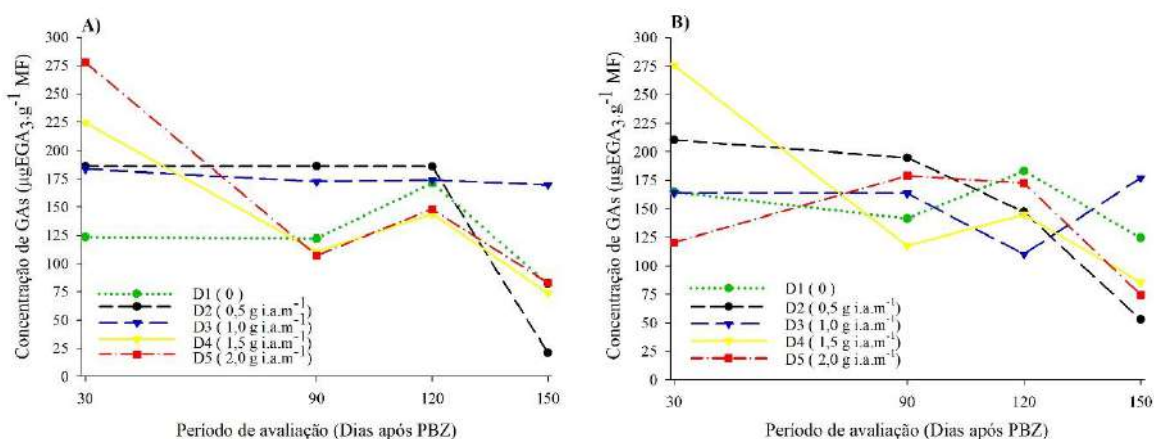 A)
Concentração de GAs (µgEGA3.g-1 MF)
300
275
250
225
200
175
150
125
100
75
50
25
0
D1 ( 0 )
D2 ( 0,5 g i.a.m-1)
D3 ( 1,0 g i.a.m-1)
D4 ( 1,5 g i.a.m-1)
D5 ( 2,0 g i.a.m-1)
30 90 120 150
Período de avaliação (Dias após PBZ)
B)
Concentração de GAs (µgEGA3.g-1 MF)
300
275
250
225
200
175
150
125
100
75
50
25
0
D1 ( 0 )
D2 ( 0,5 g i.a.m-1)
D3 ( 1,0 g i.a.m-1)
D4 ( 1,5 g i.a.m-1)
D5 ( 2,0 g i.a.m-1)
30 90 120 150
Período de avaliação (Dias após PBZ)